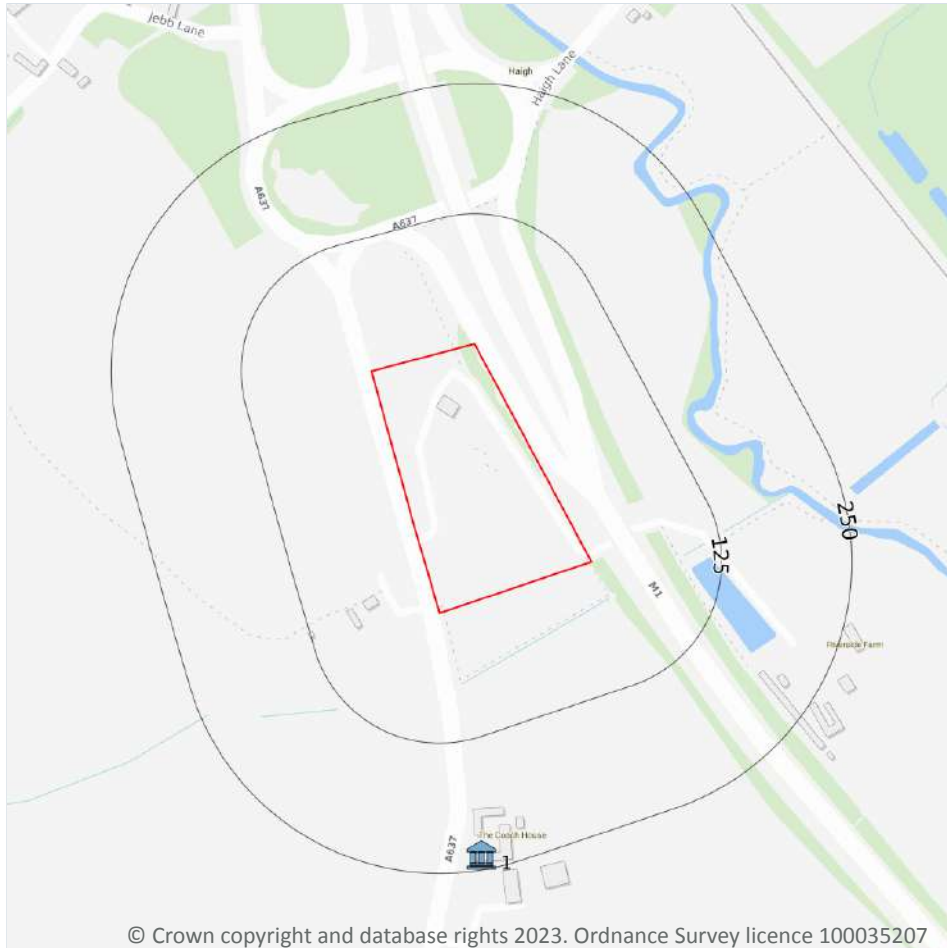 Jebb Lane
Haigh
Haigh Lane
A637
A637
250
125
M1
Riverside Farm
The Coach House
A637
1
© Crown copyright and database rights 2023. Ordnance Survey licence 100035207